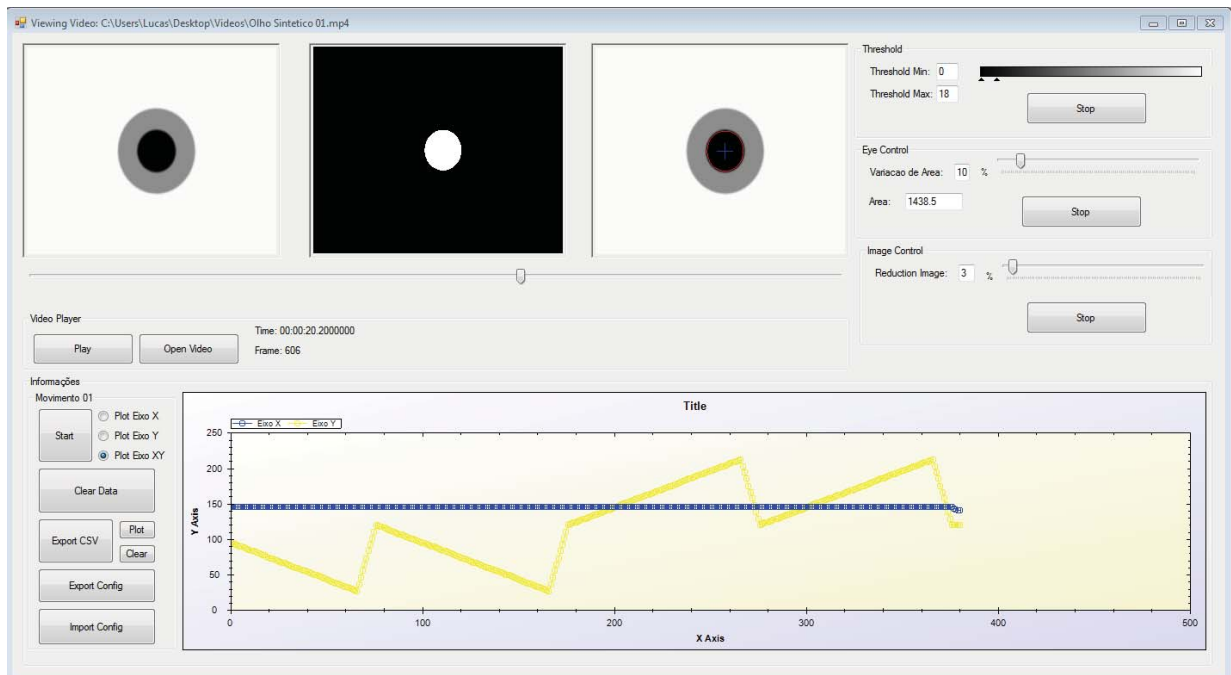 Viewing Video: C:\Users\Lucas\Desktop\Videos\Olho Sintetico 01.mp4
Threshold
Threshold Min: 0
Threshold Max: 18
Stop
Eye Control
Variacao de Area: 10 %
Area: 1438.5
Stop
Image Control
Reduction Image: 3 %
Stop
Video Player
Play
Open Video
Time: 00:00:20.2000000
Frame: 606
Informações
Movimento 01
Start
Plot Eixo X
Plot Eixo Y
Plot Eixo XY
Clear Data
Export CSV
Plot
Clear
Export Config
Import Config
Title
Eixo X Eixo Y
Y Axis
250
200
150
100
50
0
0 100 200 300 400 500
X Axis